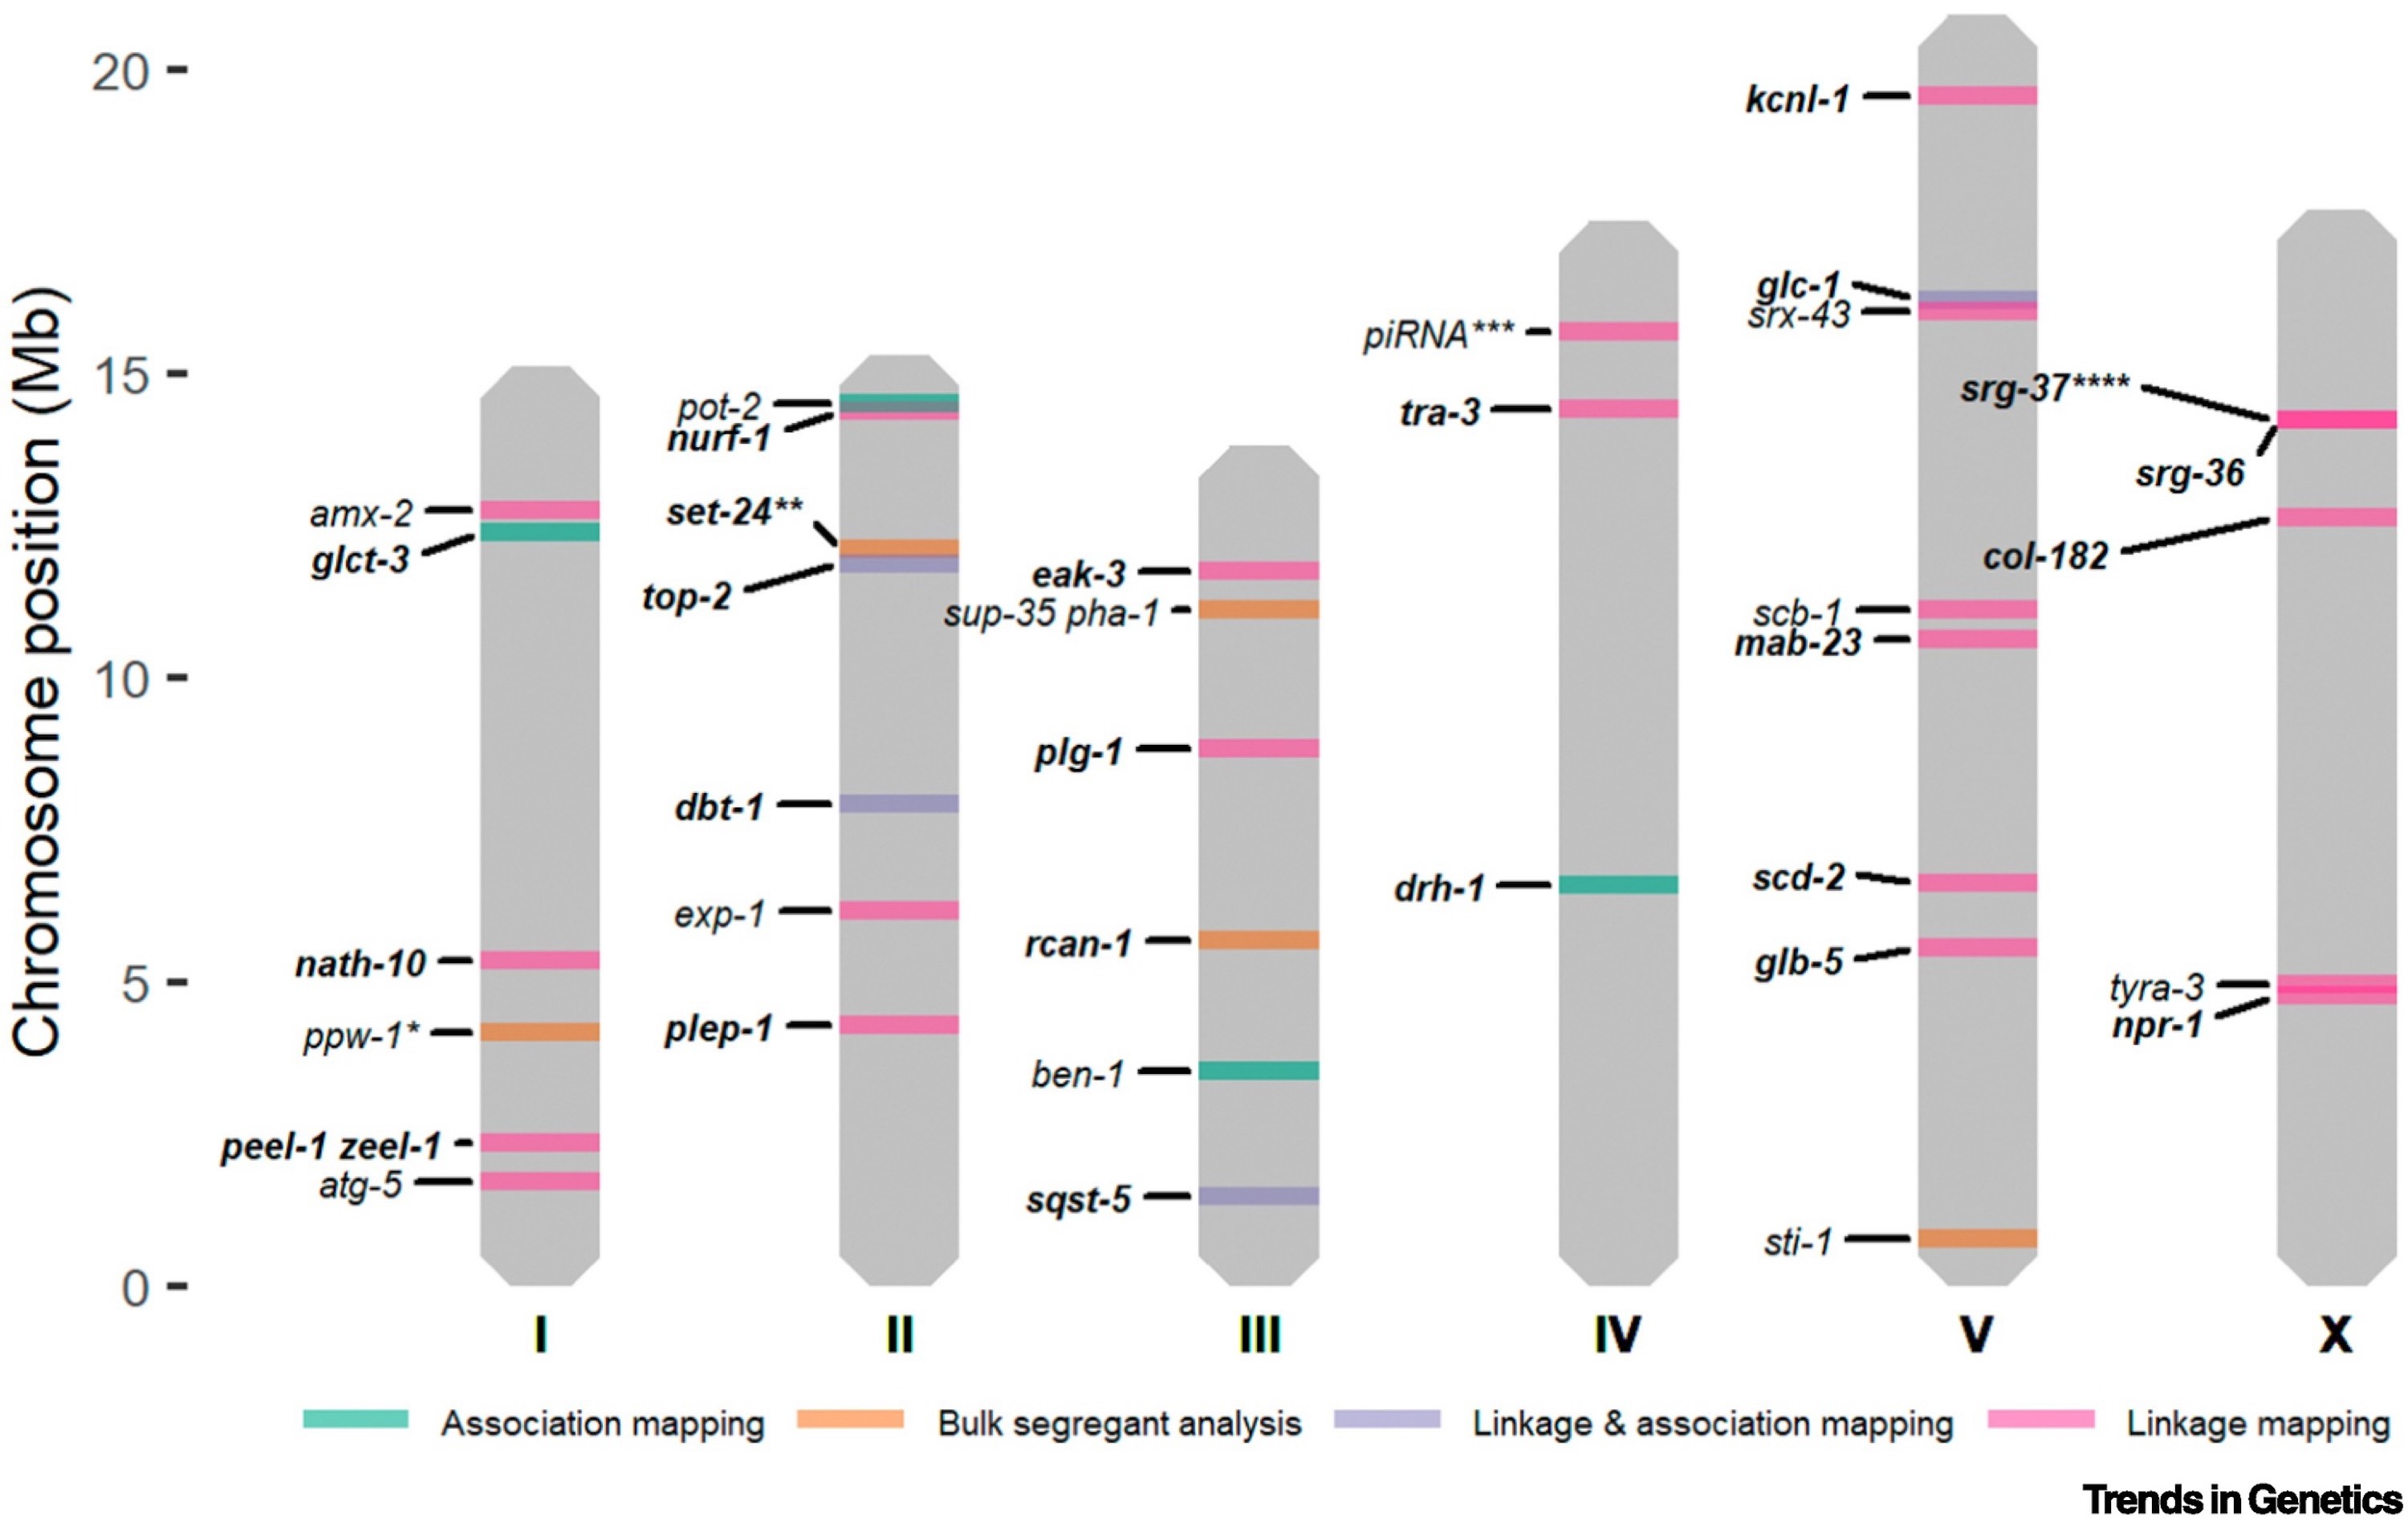 Chromosome position (Mb)
20
15
10
5
0
amx-2
glct-3
nath-10
ppw-1*
peel-1 zeel-1
atg-5
I
pot-2
nurf-1
set-24**
top-2
dbt-1
exp-1
plep-1
II
eak-3
sup-35 pha-1
plg-1
rcan-1
ben-1
sqst-5
III
piRNA***
tra-3
drh-1
IV
kcnl-1
glc-1
srx-43
scb-1
mab-23
scd-2
glb-5
sti-1
V
srg-37****
srg-36
col-182
tyra-3
npr-1
X
Association mapping
Bulk segregant analysis
Linkage & association mapping
Linkage mapping
Trends in Genetics